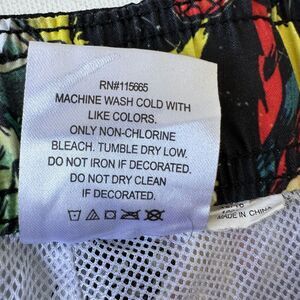 RN#115665
MACHINE WASH COLD WITH
LIKE COLORS.
ONLY NON-CHLORINE
BLEACH. TUMBLE DRY LOW.
DO NOT IRON IF DECORATED.
DO NOT DRY CLEAN
IF DECORATED.
MADE IN CHINA